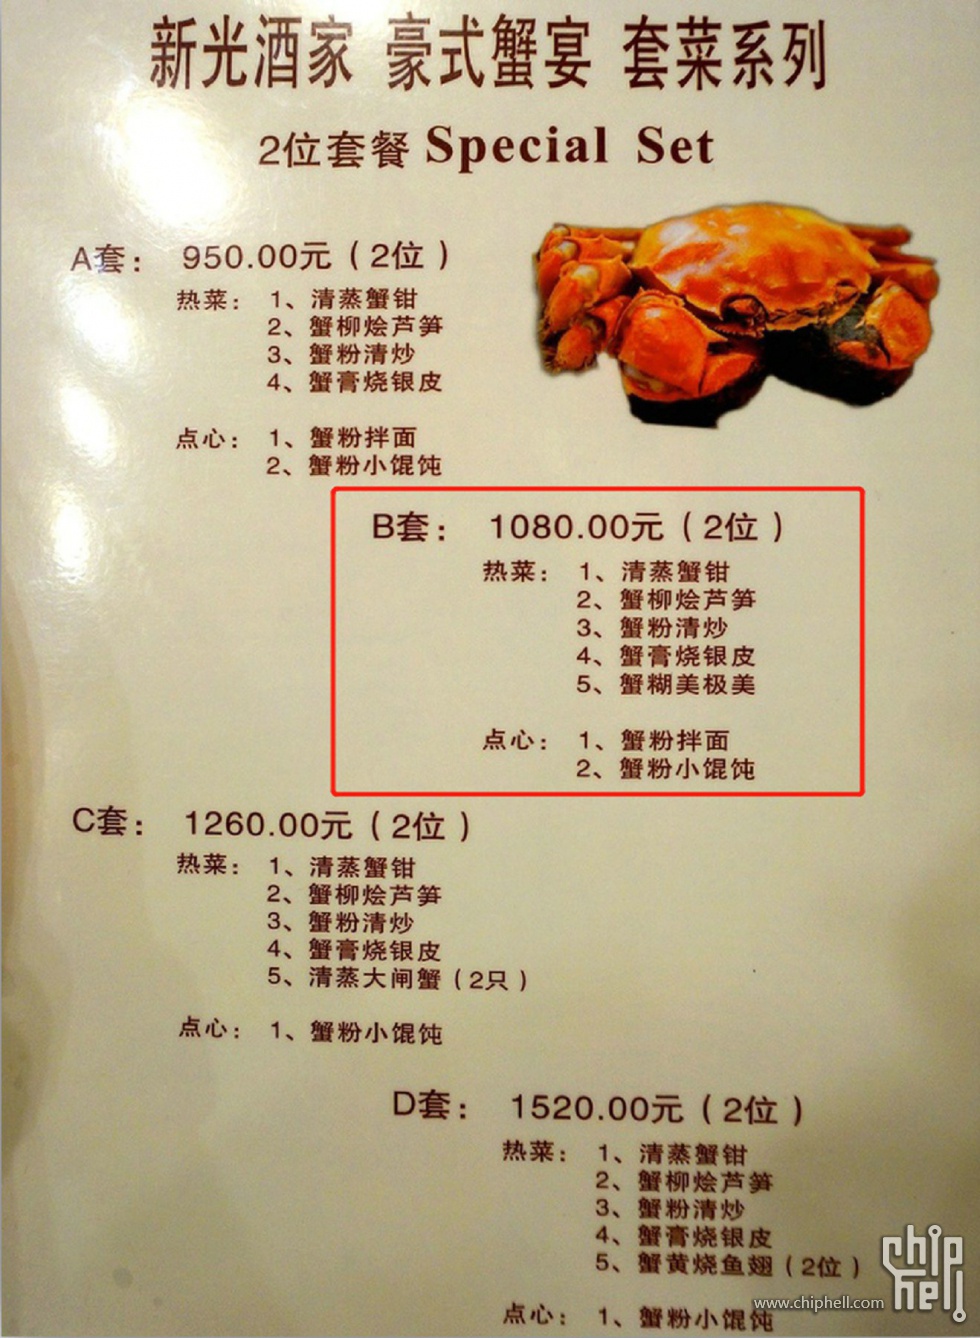 新光酒家 豪式蟹宴 套菜系列
2位套餐 Special Set
A套： 950.00元（2位）
热菜：1、清蒸蟹钳
2、蟹柳烩芦笋
3、蟹粉清炒
4、蟹膏烧银皮
点心：1、蟹粉拌面
2、蟹粉小馄饨
B套： 1080.00元（2位）
热菜：1、清蒸蟹钳
2、蟹柳烩芦笋
3、蟹粉清炒
4、蟹膏烧银皮
5、蟹糊美极美
点心：1、蟹粉拌面
2、蟹粉小馄饨
C套： 1260.00元（2位）
热菜：1、清蒸蟹钳
2、蟹柳烩芦笋
3、蟹粉清炒
4、蟹膏烧银皮
5、清蒸大闸蟹（2只）
点心：1、蟹粉小馄饨
D套： 1520.00元（2位）
热菜：1、清蒸蟹钳
2、蟹柳烩芦笋
3、蟹粉清炒
4、蟹膏烧银皮
5、蟹黄烧鱼翅（2位）
点心：1、蟹粉小馄饨
chip
hell
www.chiphell.com